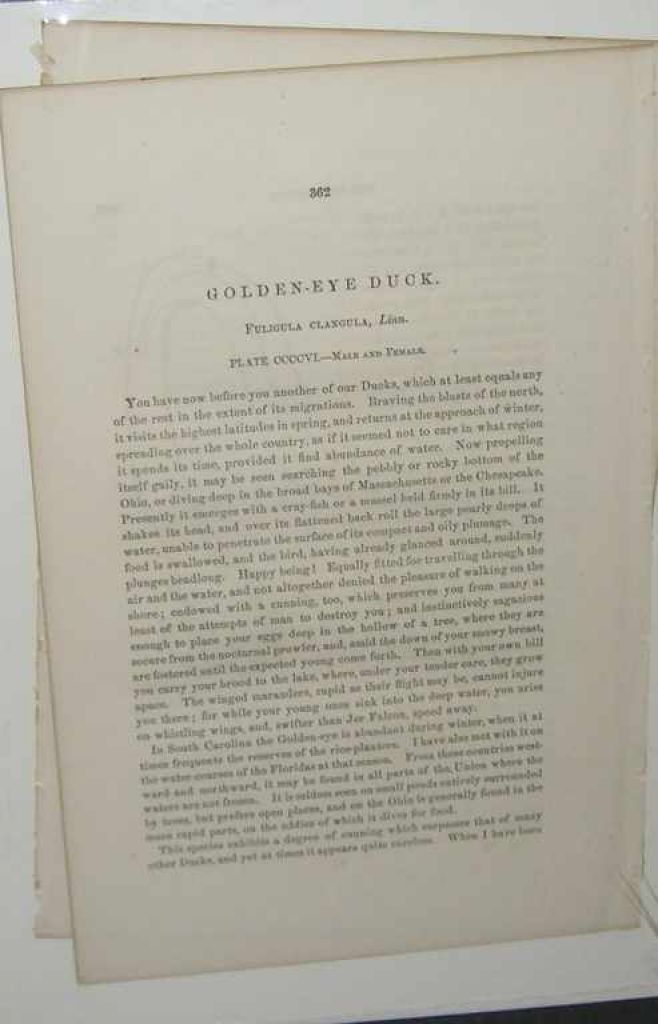 362
GOLDEN-EYE DUCK.
FULIGULA CLANGULA, Linn.
PLATE CCCCVI.—MALE AND FEMALE.
You have now before you another of our Ducks, which at least equals any
of the rest in the extent of its migrations. Braving the blasts of the north,
it visits the highest latitudes in spring, and returns at the approach of winter,
spreading over the whole country, as if it seemed not to care in what region
it spends its time, provided it find abundance of water. Now propelling
itself gaily, it may be seen searching the pebbly or rocky bottom of the
Ohio, or diving deep in the broad bays of Massachusetts or the Chesapeake.
Presently it emerges with a cray-fish or a mussel held firmly in its bill. It
shakes its head, and over its flattened back roll the large pearly drops of
water, unable to penetrate the surface of its compact and oily plumage. The
food is swallowed, and the bird, having already glanced around, suddenly
plunges headlong. Happy being! Equally fitted for travelling through the
air and the water, and not altogether denied the pleasure of walking on the
shore; endowed with a cunning, too, which preserves you from many at
least of the attempts of man to destroy you; and instinctively sagacious
enough to place your eggs deep in the hollow of a tree, where they are
secure from the nocturnal prowler, and, amid the down of your snowy breast,
are fostered until the expected young come forth. Then with your own bill
you carry your brood to the lake, where, under your tender care, they grow
apace. The winged marauders, rapid as their flight may be, cannot injure
you there; for while your young ones sink into the deep water, you arise
on whistling wings, and, swifter than Jer Falcon, speed away.
In South Carolina the Golden-eye is abundant during winter, when it at
times frequents the reserves of the rice-planters. I have also met with it on
the water-courses of the Floridas at that season. From these countries west-
ward and northward, it may be found in all parts of the Union where the
waters are not frozen. It is seldom seen on small ponds entirely surrounded
by trees, but prefers open places, and on the Ohio is generally found in the
more rapid parts, on the eddies of which it dives for food.
This species exhibits a degree of cunning which surpasses that of many
other Ducks, and yet at times it appears quite careless. When I have been